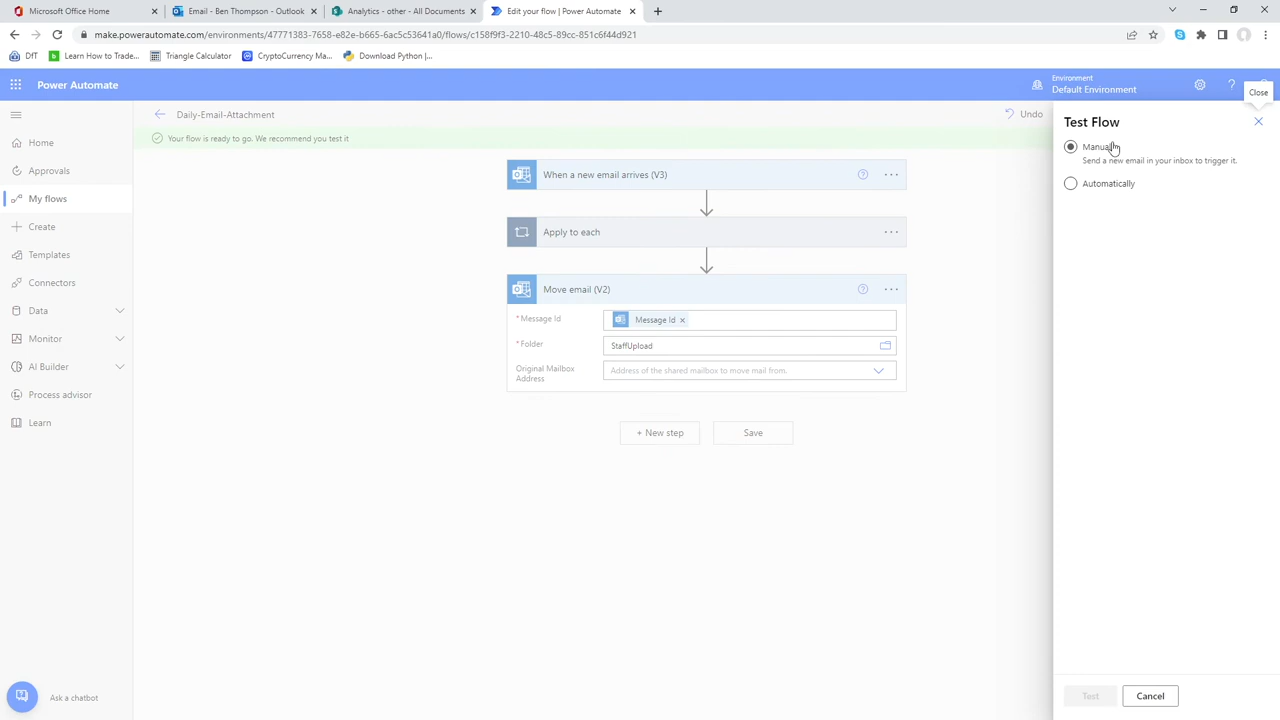 Microsoft Office Home
Email - Ben Thompson - Outlook
Analytics - other - All Documents
Edit your flow | Power Automate
make.powerautomate.com/environments/47771383-7658-e82e-b665-6ac5c53641a0/flows/c158f9f3-2210-48c5-89cc-851c6f44d921
DfT
Learn How to Trade...
Triangle Calculator
CryptoCurrency Ma...
Download Python |...
Power Automate
Environment
Default Environment
Close
Daily-Email-Attachment
Undo
Your flow is ready to go. We recommend you test it
Home
Approvals
My flows
Create
Templates
Connectors
Data
Monitor
AI Builder
Process advisor
Learn
Ask a chatbot
When a new email arrives (V3)
Apply to each
Move email (V2)
* Message Id
Message Id
* Folder
StaffUpload
Original Mailbox
Address
Address of the shared mailbox to move mail from.
+ New step
Save
Test Flow
Send a new email in your inbox to trigger it.
Automatically
Test
Cancel